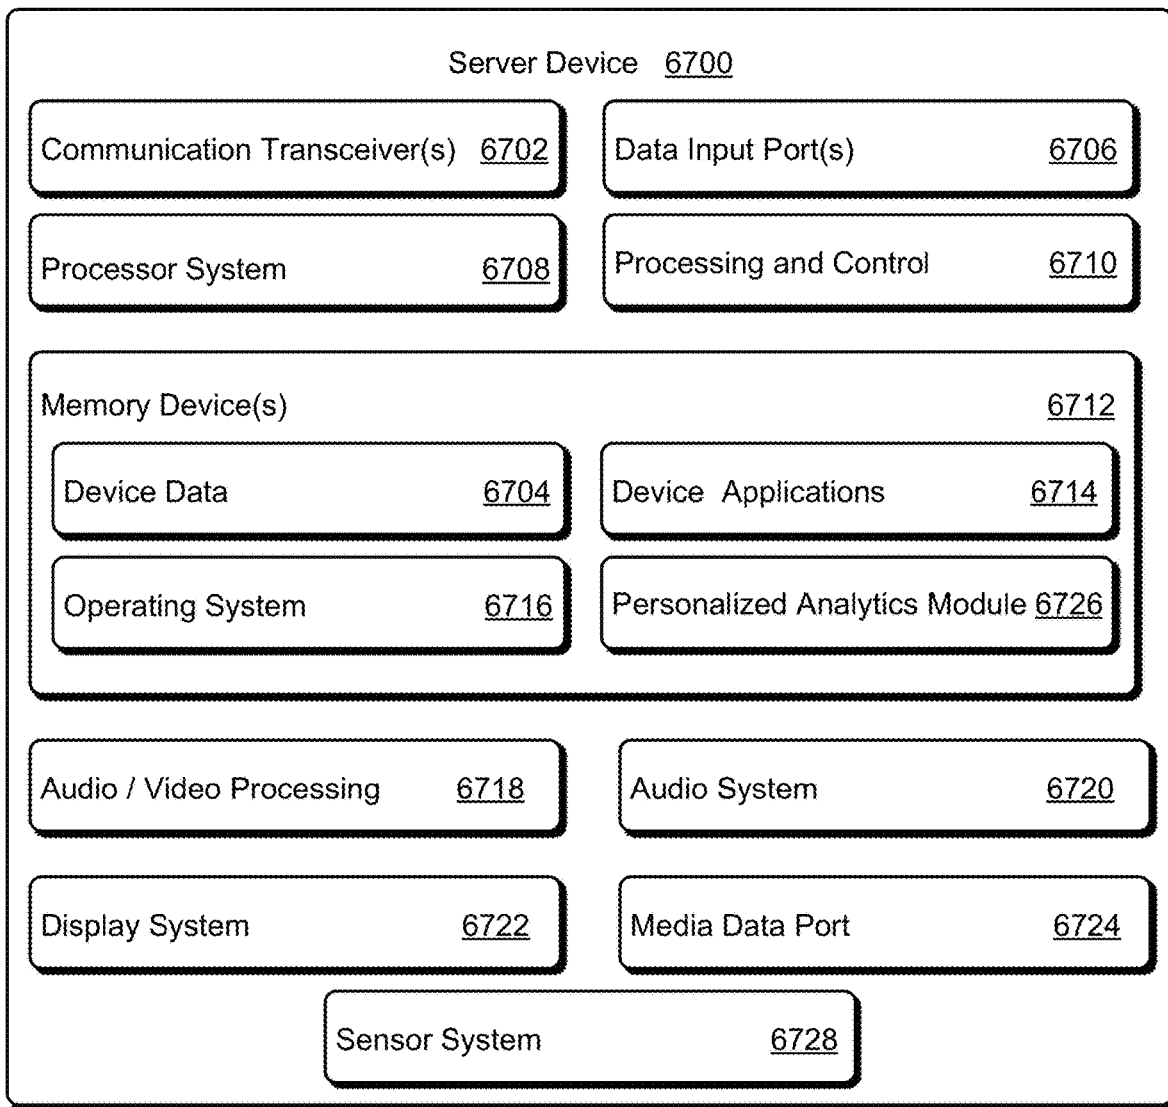 Server Device 6700
Communication Transceiver(s) 6702
Data Input Port(s) 6706
Processor System 6708
Processing and Control 6710
Memory Device(s) 6712
Device Data 6704
Device Applications 6714
Operating System 6716
Personalized Analytics Module 6726
Audio / Video Processing 6718
Audio System 6720
Display System 6722
Media Data Port 6724
Sensor System 6728